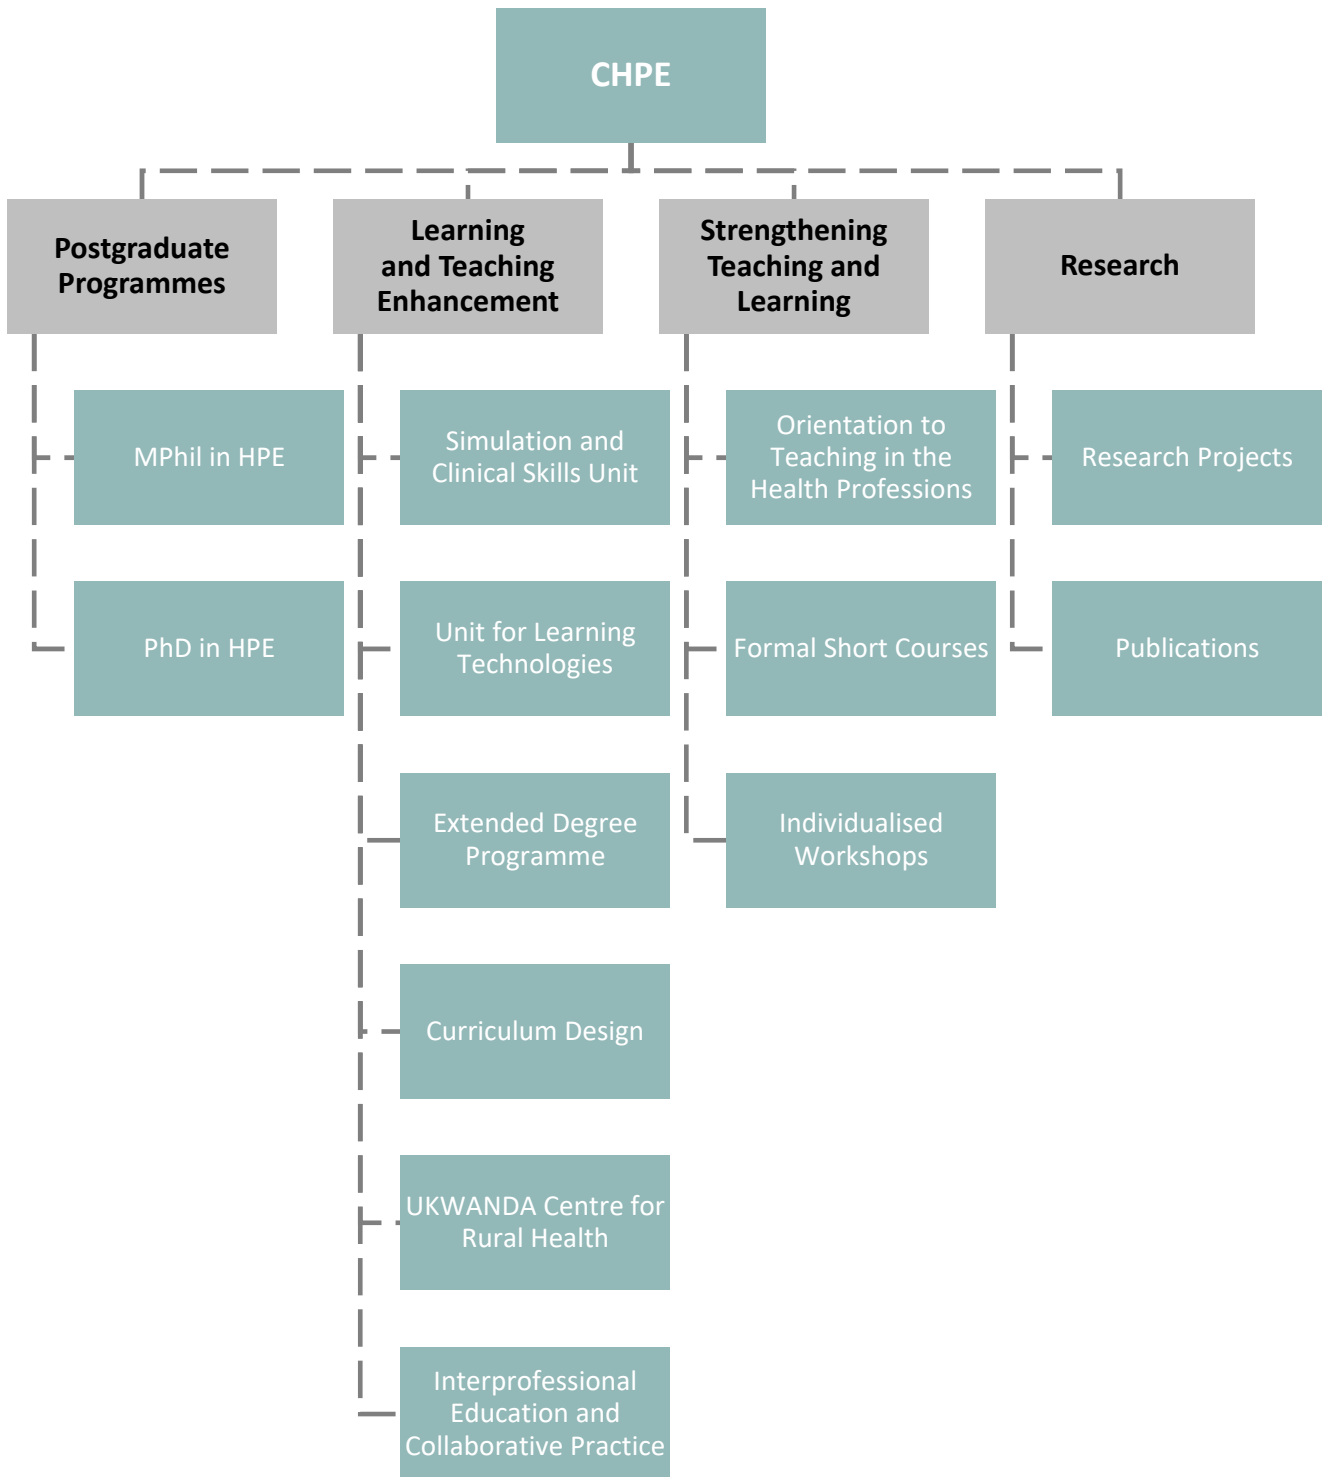 CHPE
Postgraduate
Programmes
Learning
and Teaching
Enhancement
Strengthening
Teaching and
Learning
Research
MPhil in HPE
PhD in HPE
Simulation and
Clinical Skills Unit
Unit for Learning
Technologies
Extended Degree
Programme
Curriculum Design
UKWANDA Centre for
Rural Health
Interprofessional
Education and
Collaborative Practice
Orientation to
Teaching in the
Health Professions
Formal Short Courses
Individualised
Workshops
Research Projects
Publications